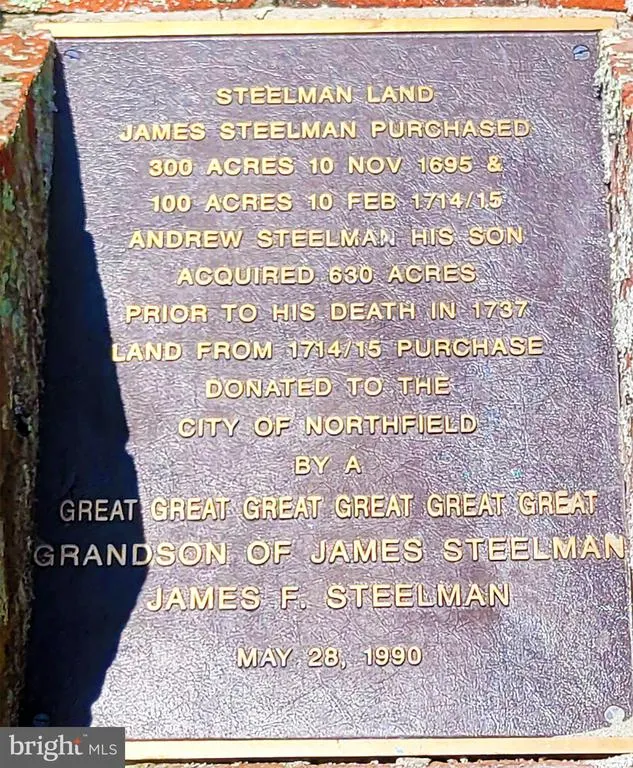 STEELMAN LAND
JAMES STEELMAN PURCHASED
300 ACRES 10 NOV 1695 &
100 ACRES 10 FEB 1714/15
ANDREW STEELMAN HIS SON
ACQUIRED 630 ACRES
PRIOR TO HIS DEATH IN 1737
LAND FROM 1714/15 PURCHASE
DONATED TO THE
CITY OF NORTHFIELD
BY A
GREAT GREAT GREAT GREAT GREAT GREAT
GRANDSON OF JAMES STEELMAN
JAMES F. STEELMAN
MAY 28, 1990
bright™ MLS